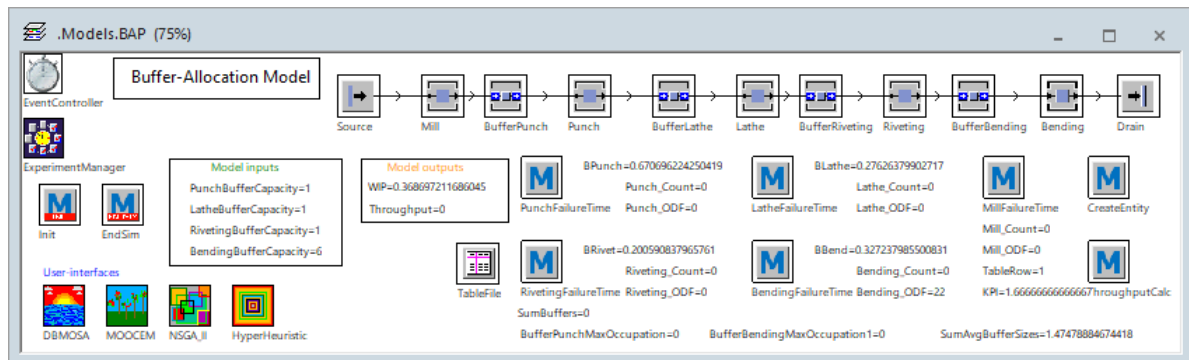 .Models.BAP (75%)
EventController
Buffer-Allocation Model
Source Mill BufferPunch Punch BufferLathe Lathe BufferRiveting Riveting BufferBending Bending Drain
ExperimentManager
Model inputs
PunchBufferCapacity=1
LatheBufferCapacity=1
RivetingBufferCapacity=1
BendingBufferCapacity=6
Model outputs
WIP=0.368697211686045
Throughput=0
Init EndSim
BPunch=0.670696224250419
Punch_Count=0
PunchFailureTime Punch_ODF=0
BLathe=0.27626379902717
Lathe_Count=0
LatheFailureTime Lathe_ODF=0
MillFailureTime CreateEntity
Mill_Count=0
Mill_ODF=0
TableRow=1
KPI=1.6666666666667 ThroughputCalc
BRivet=0.200590837965761
Riveting_Count=0
RivetingFailureTime Riveting_ODF=0
BBend=0.327237985500831
Bending_Count=0
BendingFailureTime Bending_ODF=22
TableFile
User-interfaces
DBMOSA MOOCEM NSGA_II HyperHeuristic
SumBuffers=0
BufferPunchMaxOccupation=0 BufferBendingMaxOccupation1=0 SumAvgBufferSizes=1.47478884674418